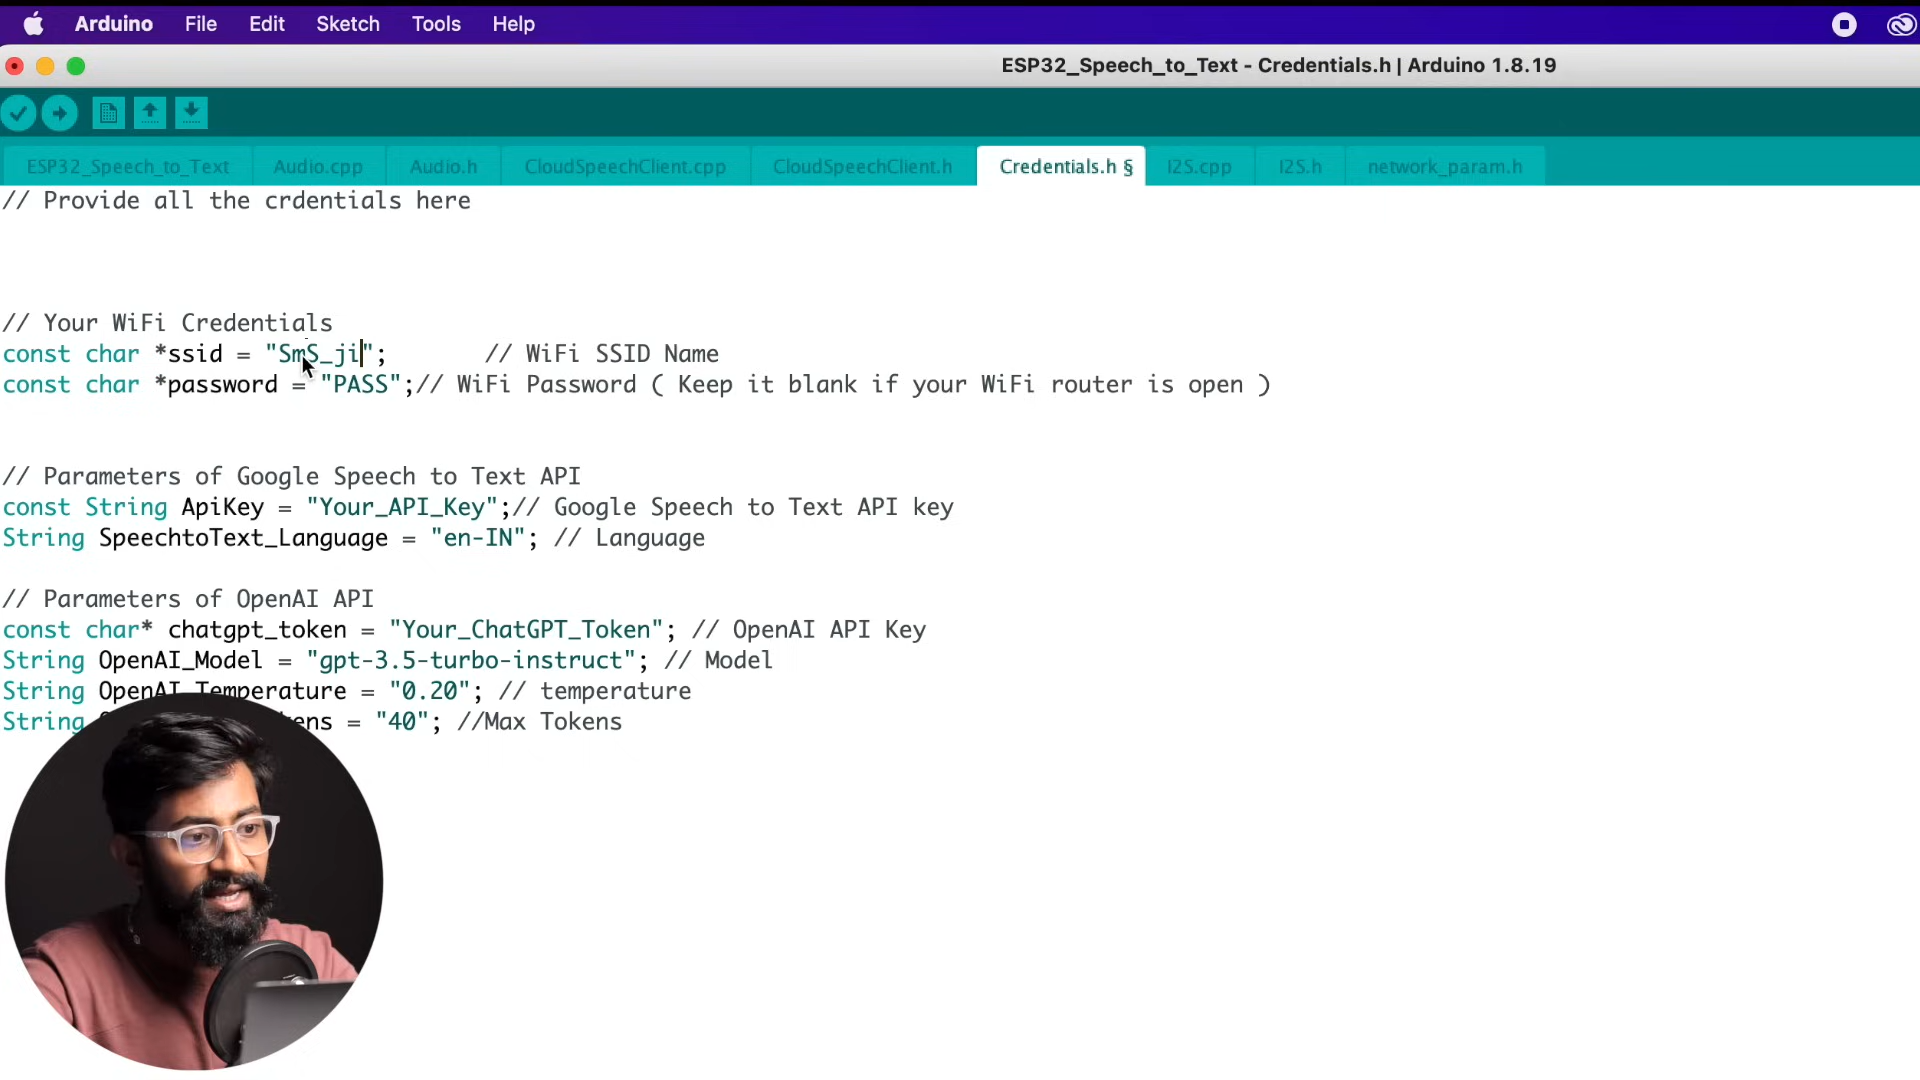 Arduino File Edit Sketch Tools Help
ESP32_Speech_to_Text - Credentials.h | Arduino 1.8.19
ESP32_Speech_to_Text Audio.cpp Audio.h CloudSpeechClient.cpp CloudSpeechClient.h Credentials.h § I2S.cpp I2S.h network_param.h
// Provide all the crdentials here
// Your WiFi Credentials
const char *ssid = "SmS_ji"; // WiFi SSID Name
const char *password = "PASS";// WiFi Password ( Keep it blank if your WiFi router is open )
// Parameters of Google Speech to Text API
const String ApiKey = "Your_API_Key";// Google Speech to Text API key
String SpeechtoText_Language = "en-IN"; // Language
// Parameters of OpenAI API
const char* chatgpt_token = "Your_ChatGPT_Token"; // OpenAI API Key
String OpenAI_Model = "gpt-3.5-turbo-instruct"; // Model
String OpenAI_Temperature = "0.20"; // temperature
String = "40"; //Max Tokens